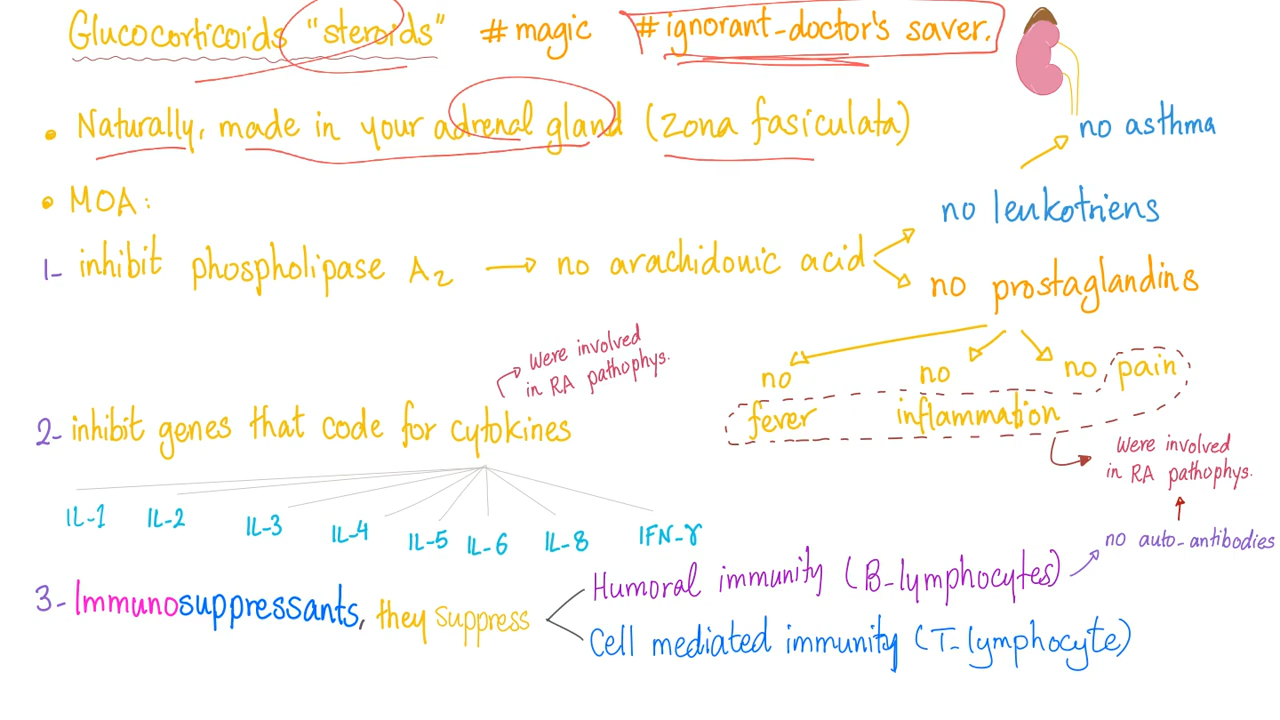 Glucocorticoids "steroids" #magic #ignorant-doctor's saver.
• Naturally, made in your adrenal gland (zona fasiculata)
no asthma
• MOA:
no leukotriens
1- inhibit phospholipase A2 → no arachidonic acid
no prostaglandins
Were involved
in RA pathophys.
no fever
no inflammation
no pain
Were involved
in RA pathophys.
2- inhibit genes that code for cytokines
IL-1 IL-2 IL-3 IL-4 IL-5 IL-6 IL-8 IFN-γ
no auto-antibodies
3- Immunosuppressants, they suppress
Humoral immunity (B-lymphocytes)
Cell mediated immunity (T-lymphocyte)